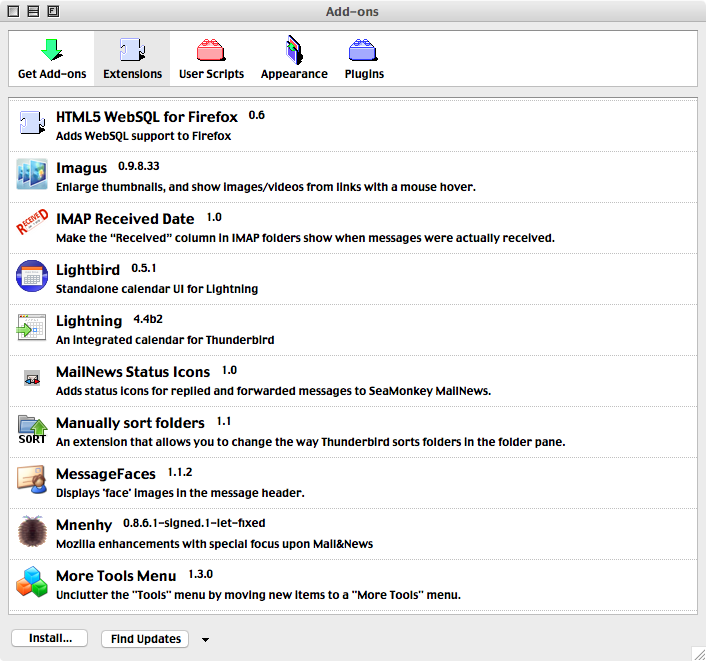 Add-ons
Get Add-ons Extensions User Scripts Appearance Plugins
HTML5 WebSQL for Firefox 0.6
Adds WebSQL support to Firefox
Imagus 0.9.8.33
Enlarge thumbnails, and show images/videos from links with a mouse hover.
RECEIVED
IMAP Received Date 1.0
Make the “Received” column in IMAP folders show when messages were actually received.
Lightbird 0.5.1
Standalone calendar UI for Lightning
Lightning 4.4b2
An integrated calendar for Thunderbird
MailNews Status Icons 1.0
Adds status icons for replied and forwarded messages to SeaMonkey MailNews.
Manually sort folders 1.1
SORT An extension that allows you to change the way Thunderbird sorts folders in the folder pane.
MessageFaces 1.1.2
Displays 'face' images in the message header.
Mnenhy 0.8.6.1-signed.1-let-fixed
Mozilla enhancements with special focus upon Mail&News
More Tools Menu 1.3.0
Unclutter the "Tools" menu by moving new items to a "More Tools" menu.
Install... Find Updates